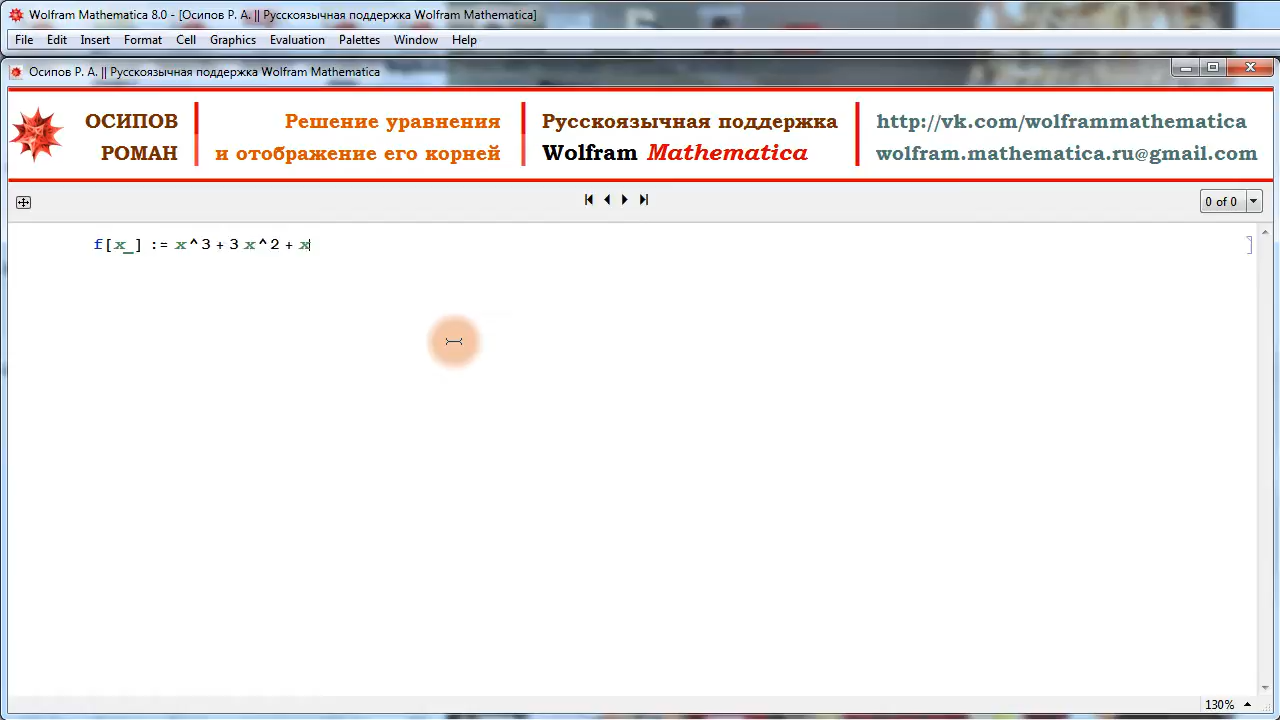 Wolfram Mathematica 8.0 - [Осипов Р. А. || Русскоязычная поддержка Wolfram Mathematica]
File Edit Insert Format Cell Graphics Evaluation Palettes Window Help
Осипов Р. А. || Русскоязычная поддержка Wolfram Mathematica
ОСИПОВ Решение уравнения Русскоязычная поддержка http://vk.com/wolframmathematica
РОМАН и отображение его корней Wolfram Mathematica wolfram.mathematica.ru@gmail.com
0 of 0
f[x_] := x^3 + 3 x^2 + x
130%